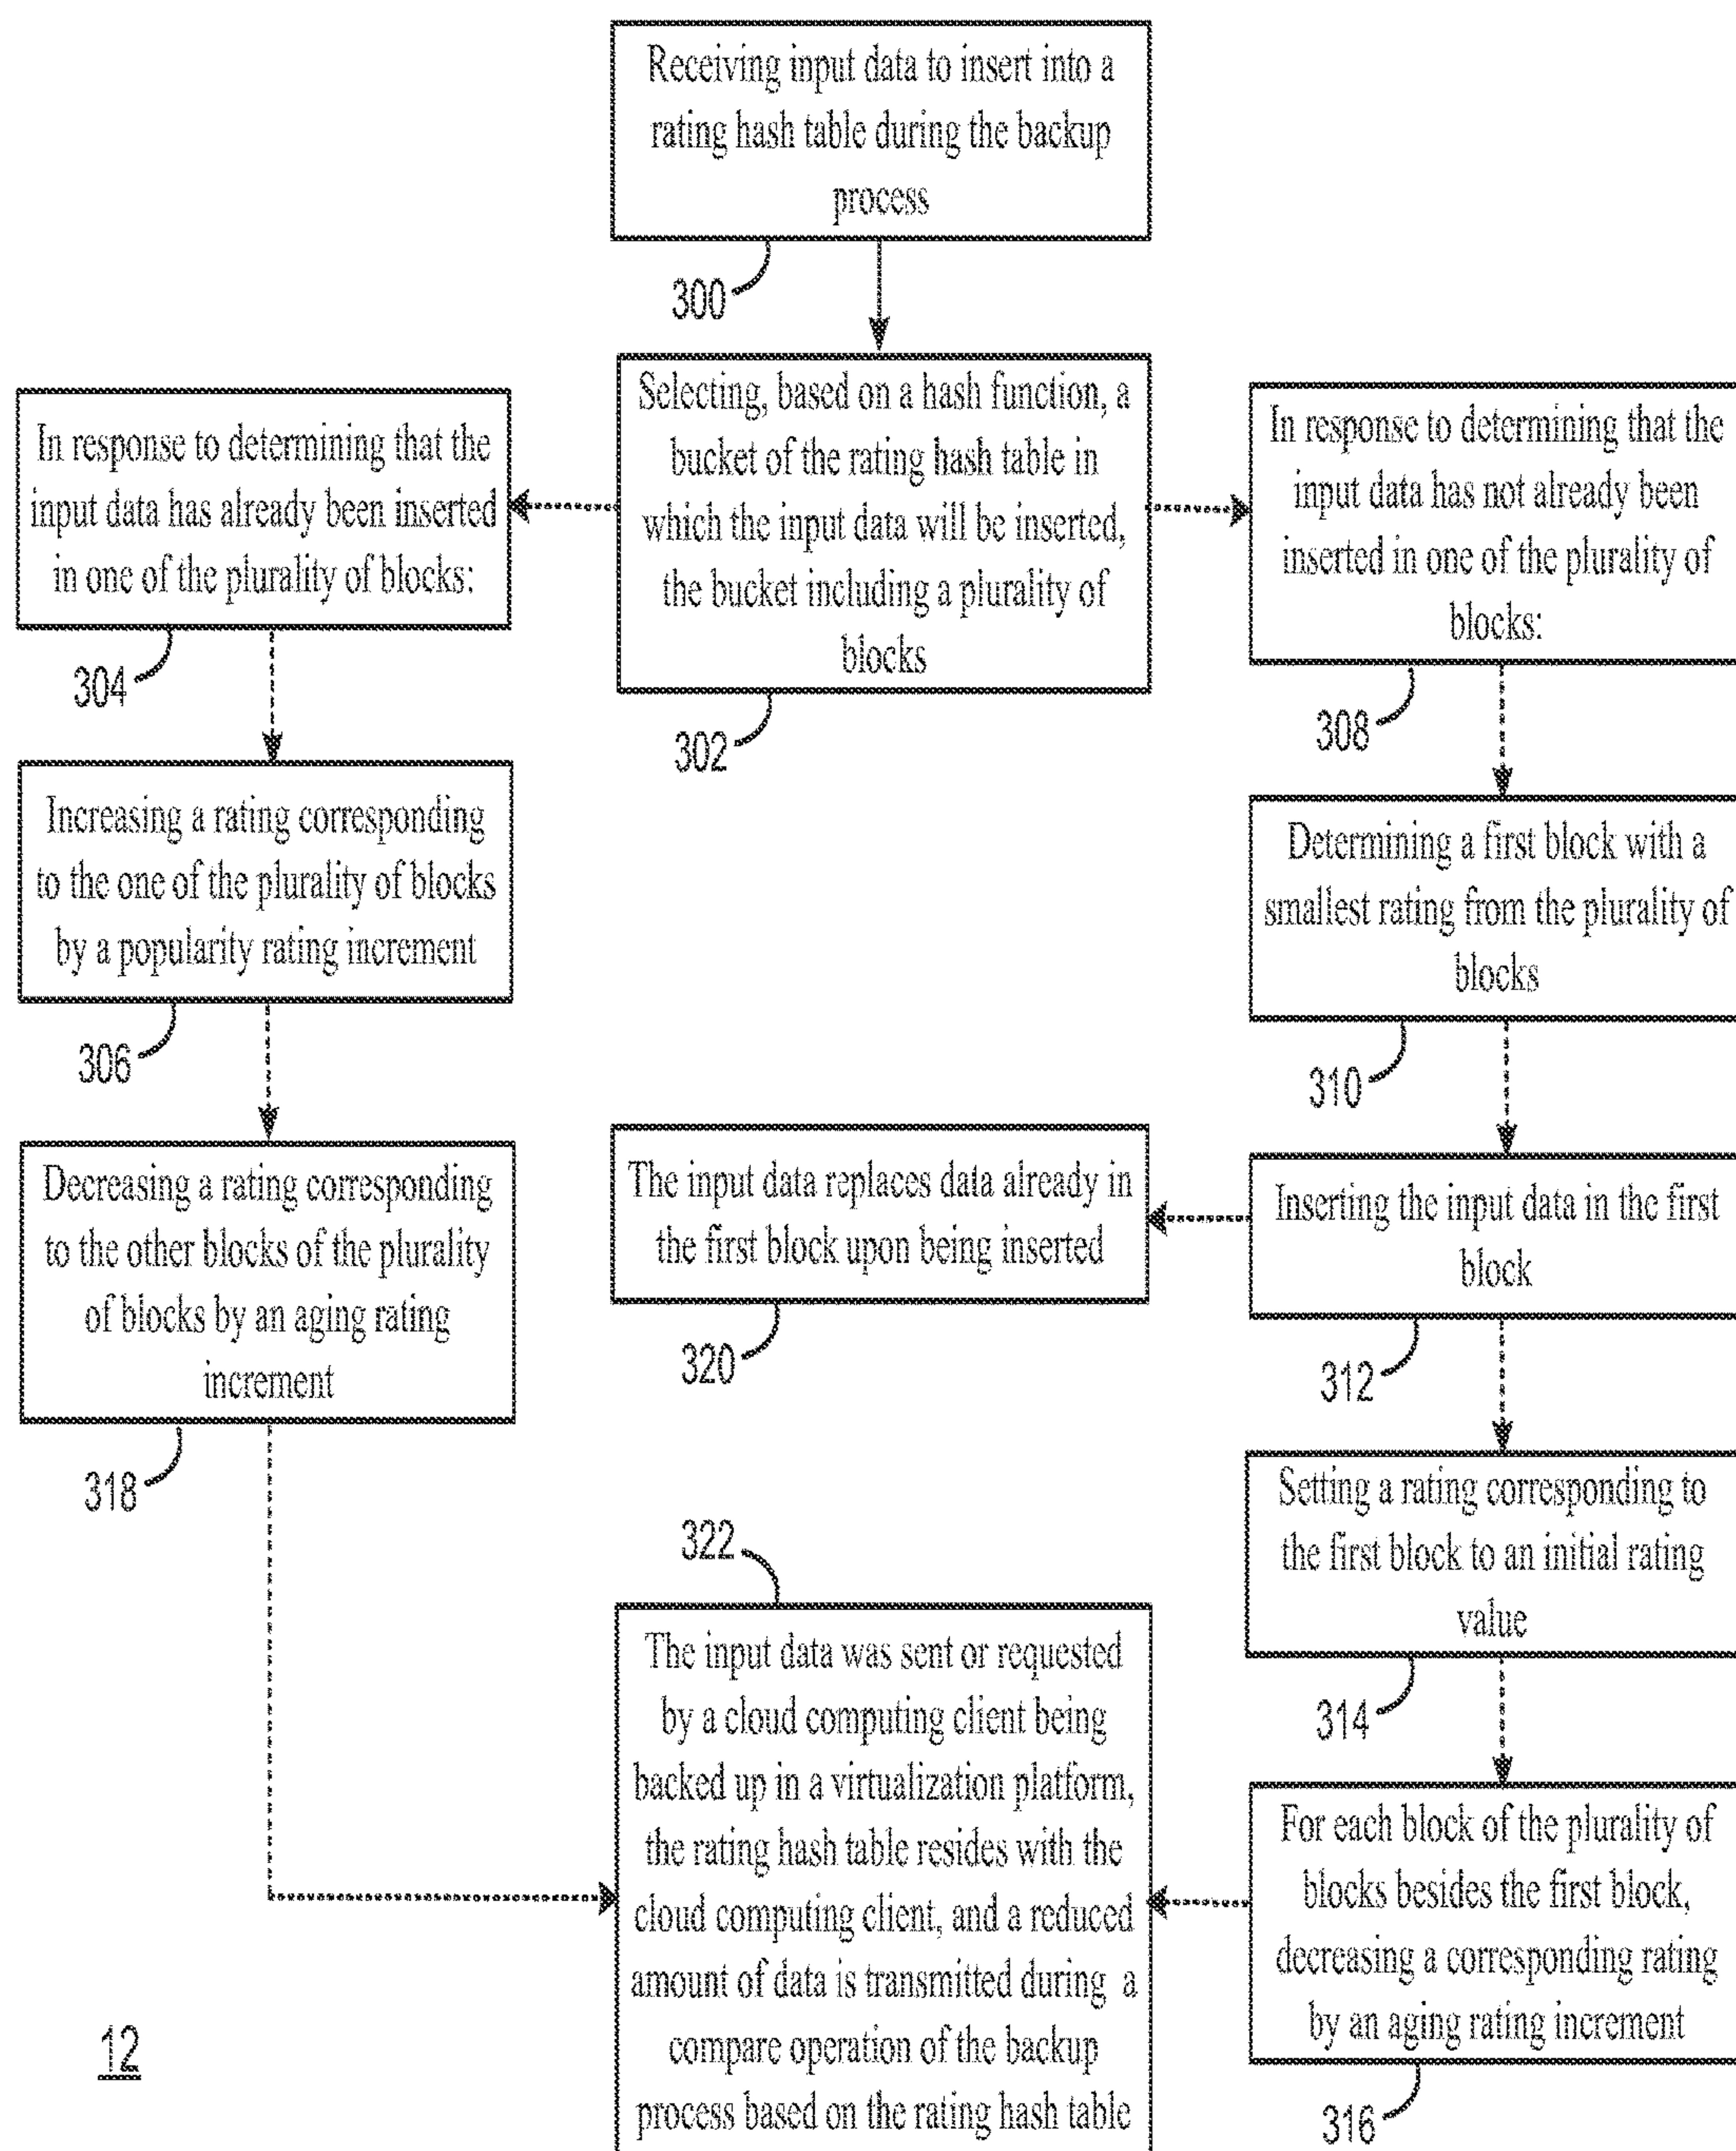 Receiving input data to insert into a
rating hash table during the backup
process
300
Selecting, based on a hash function, a
bucket of the rating hash table in
which the input data will be inserted,
the bucket including a plurality of
blocks
302
In response to determining that the
input data has already been inserted
in one of the plurality of blocks:
304
Increasing a rating corresponding
to the one of the plurality of blocks
by a popularity rating increment
306
Decreasing a rating corresponding
to the other blocks of the plurality
of blocks by an aging rating
increment
318
In response to determining that the
input data has not already been
inserted in one of the plurality of
blocks:
308
Determining a first block with a
smallest rating from the plurality of
blocks
310
Inserting the input data in the first
block
312
The input data replaces data already in
the first block upon being inserted
320
Setting a rating corresponding to
the first block to an initial rating
value
314
For each block of the plurality of
blocks besides the first block,
decreasing a corresponding rating
by an aging rating increment
316
322
The input data was sent or requested
by a cloud computing client being
backed up in a virtualization platform,
the rating hash table resides with the
cloud computing client, and a reduced
amount of data is transmitted during a
compare operation of the backup
process based on the rating hash table
12